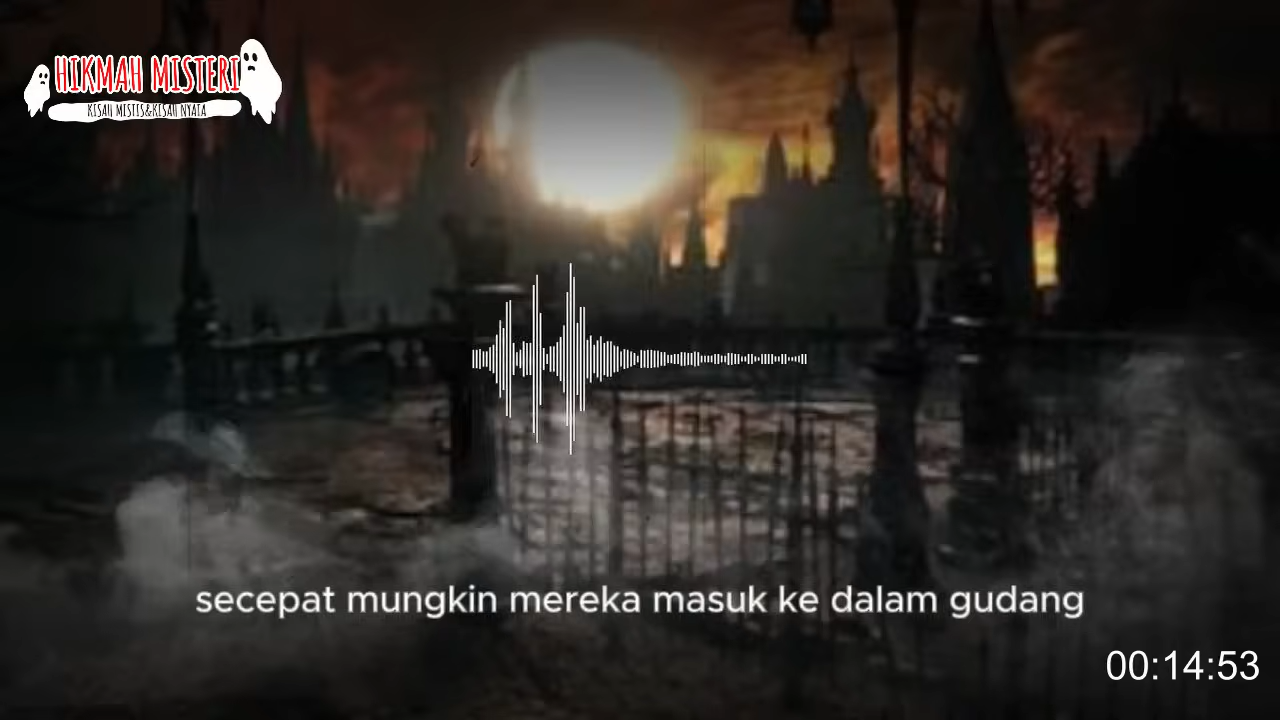 HIKMAH MISTERI
KISAH MISTIS&KISAH NYATA
secepat mungkin mereka masuk ke dalam gudang
00:14:53